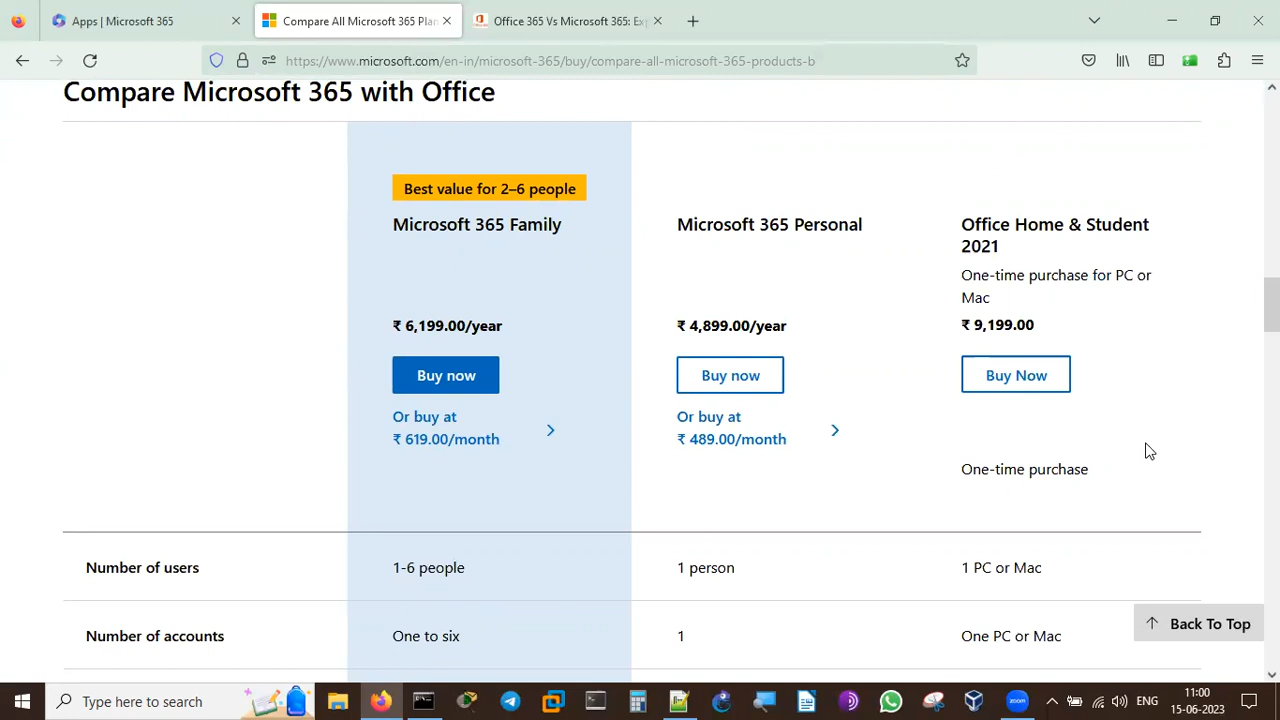 Apps | Microsoft 365
Compare All Microsoft 365 Plan
Office 365 Vs Microsoft 365: Exp
https://www.microsoft.com/en-in/microsoft-365/buy/compare-all-microsoft-365-products-b
Compare Microsoft 365 with Office
Best value for 2–6 people
Microsoft 365 Family
Microsoft 365 Personal
Office Home & Student
2021
One-time purchase for PC or
Mac
₹ 6,199.00/year
₹ 4,899.00/year
₹ 9,199.00
Buy now
Buy now
Buy Now
Or buy at
₹ 619.00/month
Or buy at
₹ 489.00/month
One-time purchase
Number of users
1-6 people
1 person
1 PC or Mac
Number of accounts
One to six
1
One PC or Mac
Back To Top
Type here to search
zoom
ENG
11:00
15-06-2023